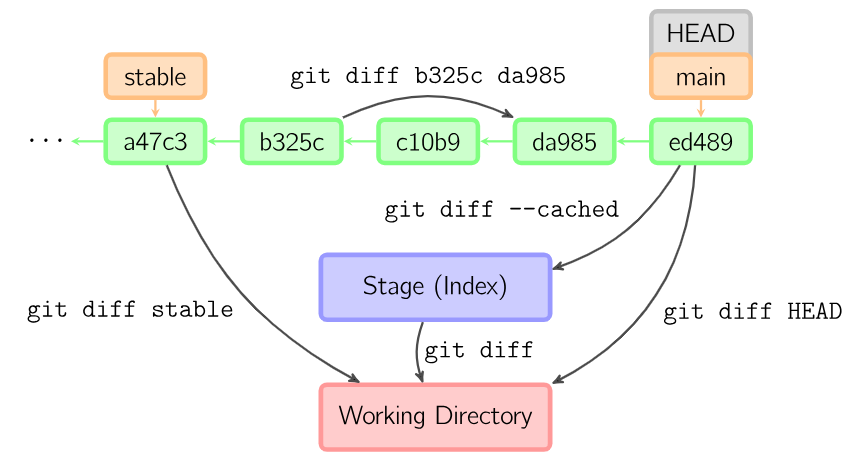 HEAD
stable
main
git diff b325c da985
... a47c3 b325c c10b9 da985 ed489
git diff --cached
Stage (Index)
git diff stable
git diff HEAD
git diff
Working Directory